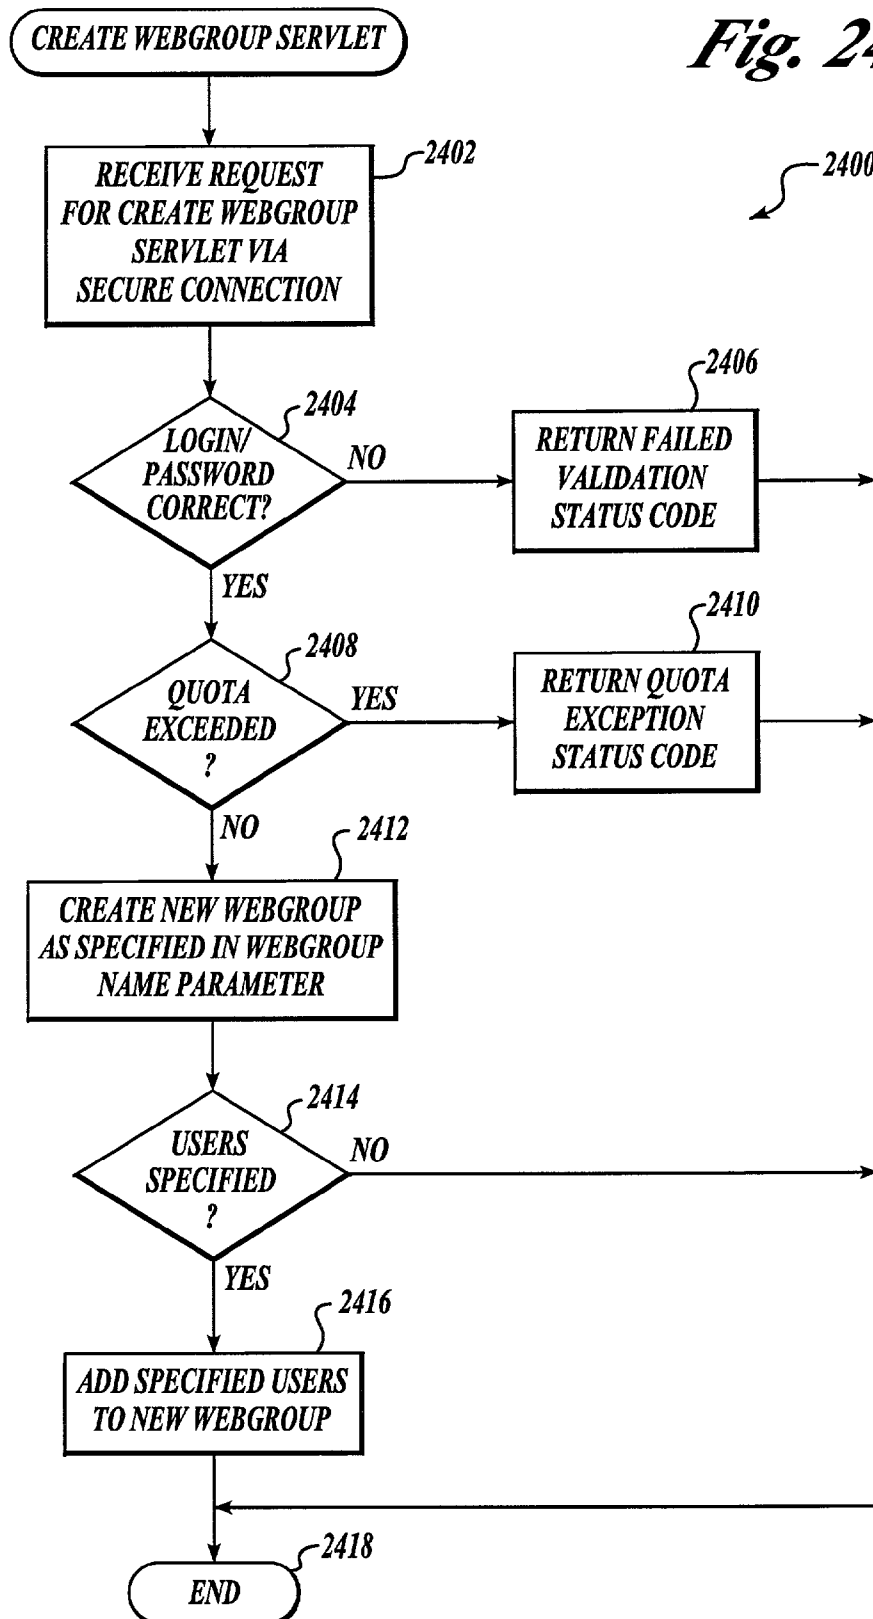 CREATE WEBGROUP SERVLET
Fig. 24
2400
2402
RECEIVE REQUEST
FOR CREATE WEBGROUP
SERVLET VIA
SECURE CONNECTION
2404
LOGIN/
PASSWORD
CORRECT?
NO
YES
2406
RETURN FAILED
VALIDATION
STATUS CODE
2408
QUOTA
EXCEEDED
?
YES
NO
2410
RETURN QUOTA
EXCEPTION
STATUS CODE
2412
CREATE NEW WEBGROUP
AS SPECIFIED IN WEBGROUP
NAME PARAMETER
2414
USERS
SPECIFIED
?
NO
YES
2416
ADD SPECIFIED USERS
TO NEW WEBGROUP
2418
END